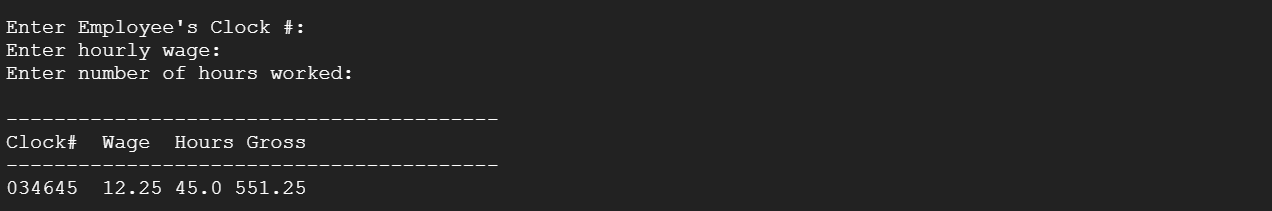 Enter Employee's Clock #:
Enter hourly wage:
Enter number of hours worked:
-----------------------------------------
Clock#  Wage  Hours Gross
-----------------------------------------
034645  12.25 45.0 551.25